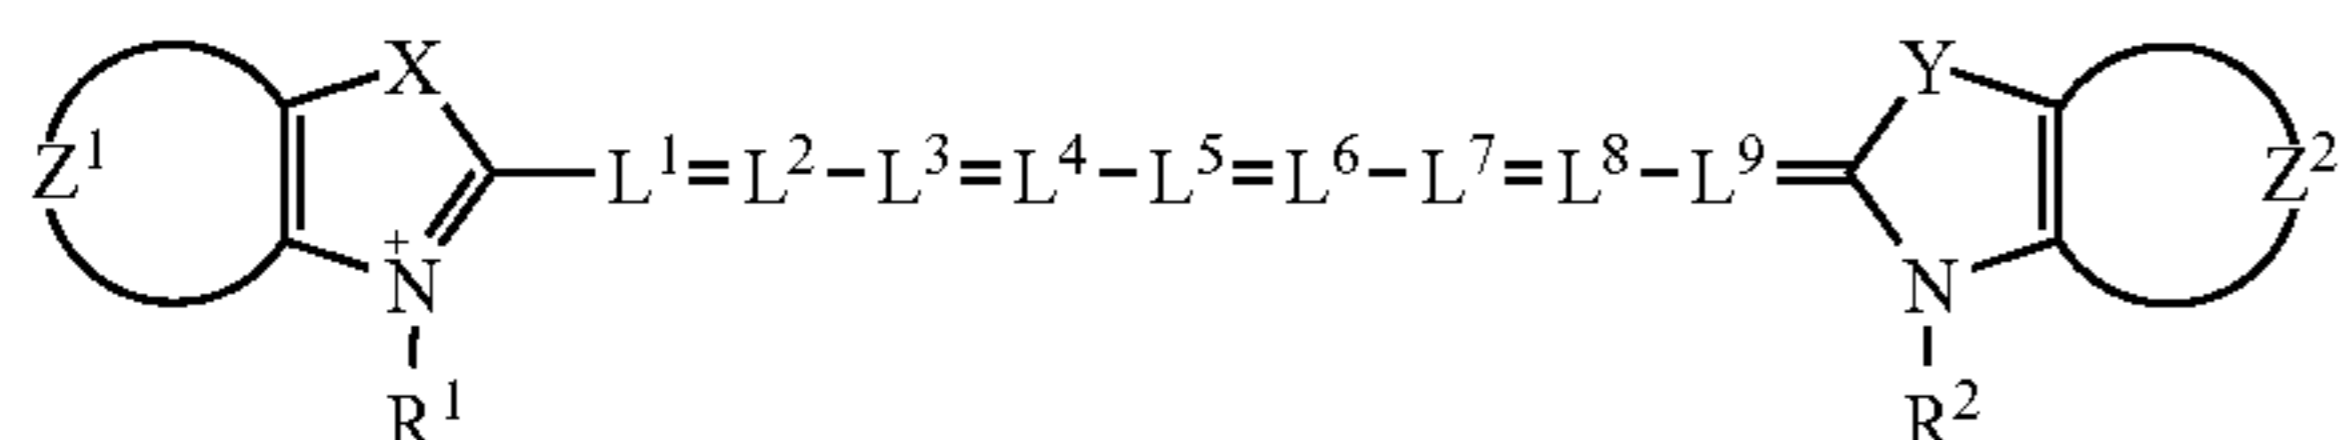 X Y
Z¹ L¹=L²–L³=L⁴–L⁵=L⁶–L⁷=L⁸–L⁹= Z²
+
N N
R¹ R²